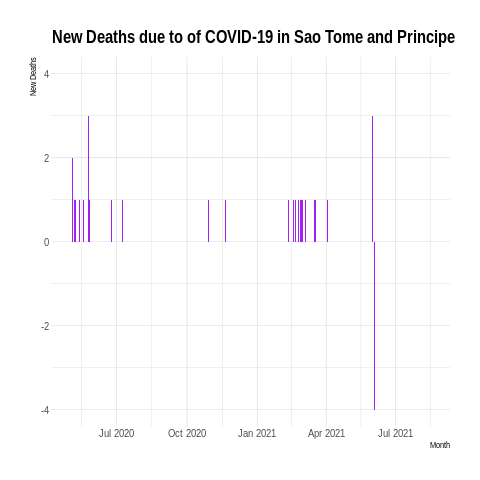 New Deaths due to of COVID-19 in Sao Tome and Principe
New Deaths
4
2
0
-2
-4
Jul 2020 Oct 2020 Jan 2021 Apr 2021 Jul 2021
Month